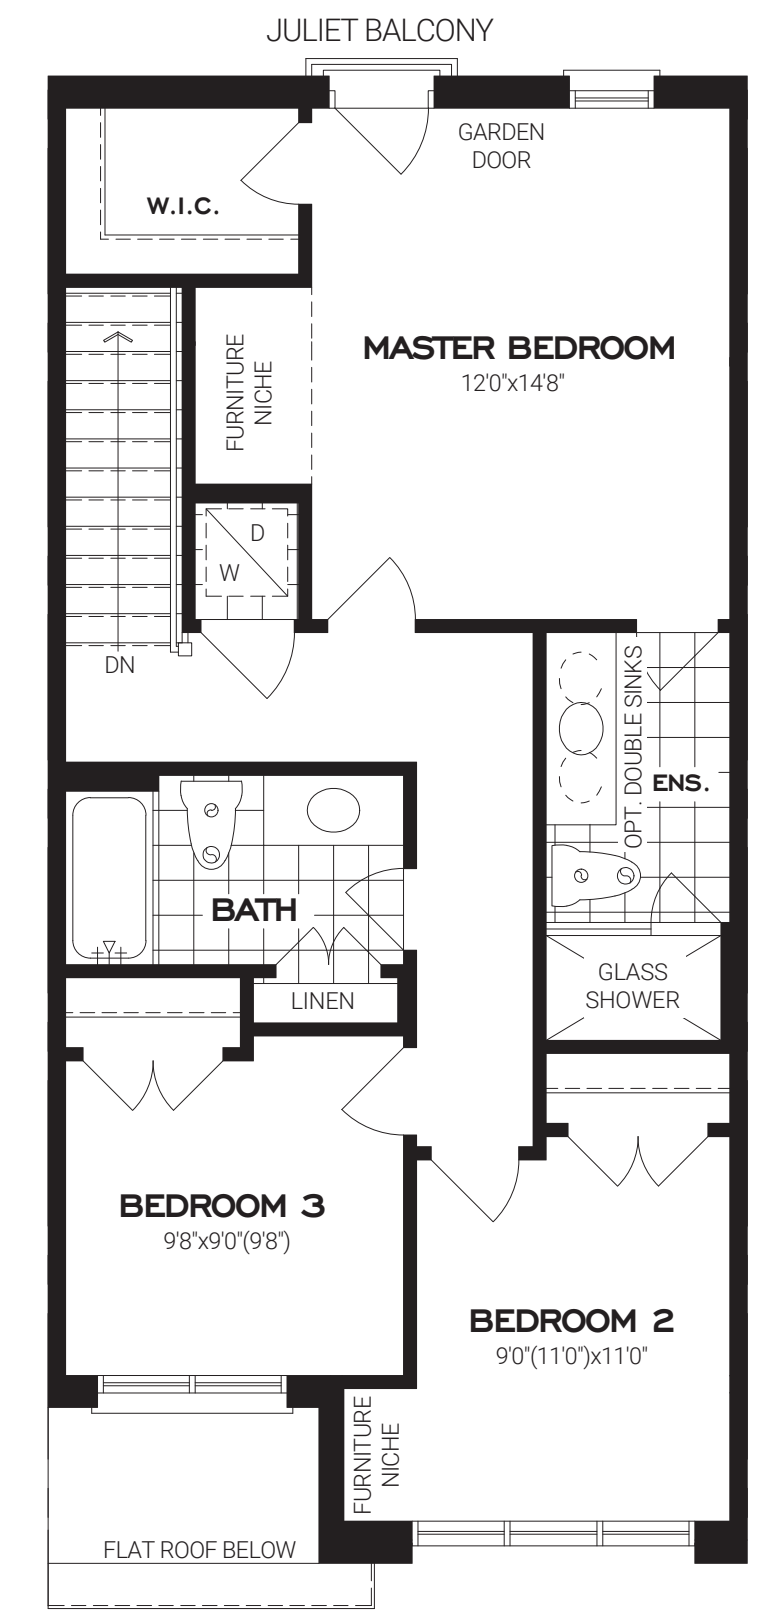 JULIET BALCONY
GARDEN
DOOR
W.I.C.
MASTER BEDROOM
12'0"x14'8"
FURNITURE
NICHE
D
W
DN
OPT. DOUBLE SINKS
ENS.
BATH
GLASS
SHOWER
LINEN
BEDROOM 3
9'8"x9'0"(9'8")
BEDROOM 2
9'0"(11'0")x11'0"
FURNITURE
NICHE
FLAT ROOF BELOW